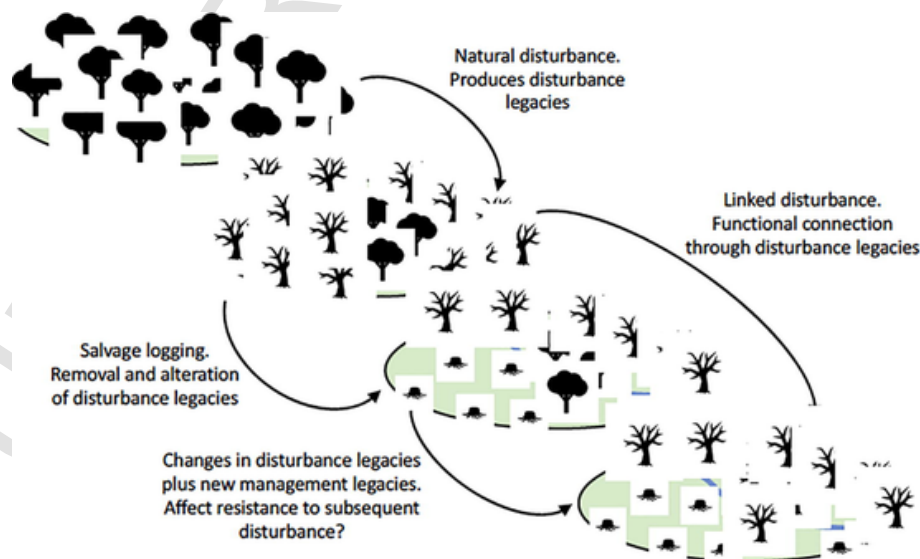 Natural disturbance.
Produces disturbance
legacies
Linked disturbance.
Functional connection
through disturbance legacies
Salvage logging.
Removal and alteration
of disturbance legacies
Changes in disturbance legacies
plus new management legacies.
Affect resistance to subsequent
disturbance?